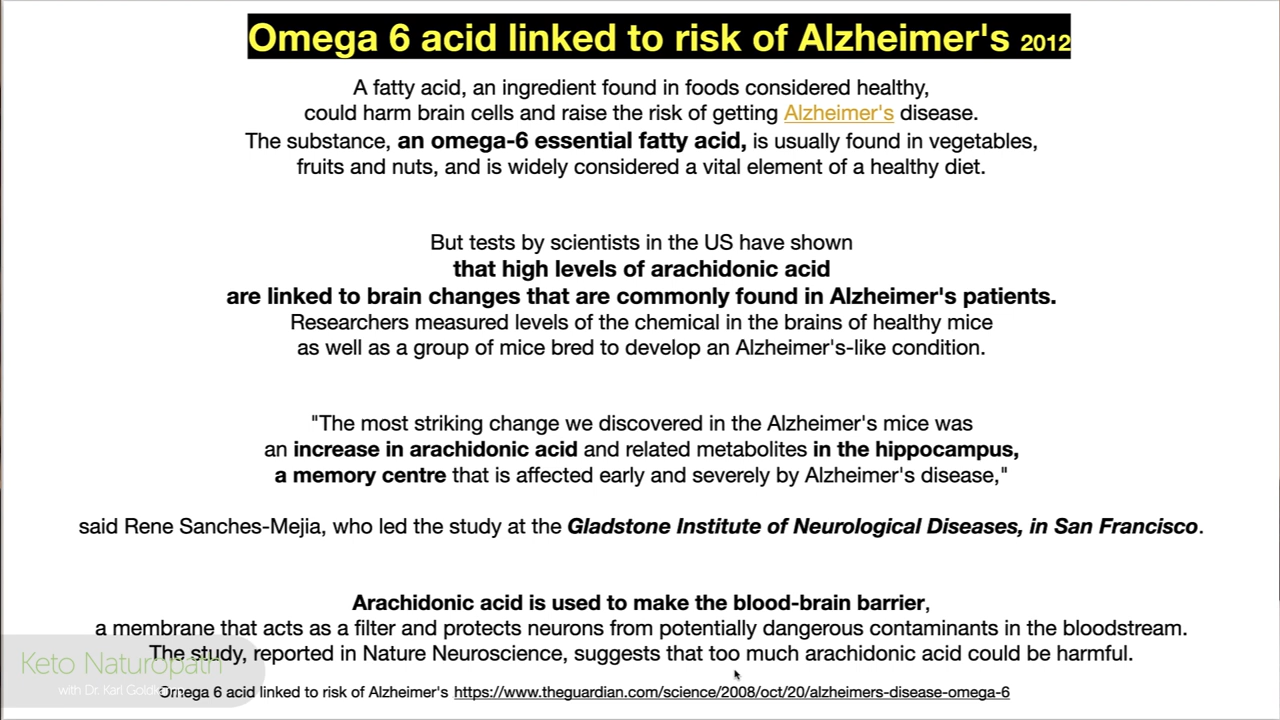 Omega 6 acid linked to risk of Alzheimer's 2012
A fatty acid, an ingredient found in foods considered healthy,
could harm brain cells and raise the risk of getting Alzheimer's disease.
The substance, an omega-6 essential fatty acid, is usually found in vegetables,
fruits and nuts, and is widely considered a vital element of a healthy diet.
But tests by scientists in the US have shown
that high levels of arachidonic acid
are linked to brain changes that are commonly found in Alzheimer's patients.
Researchers measured levels of the chemical in the brains of healthy mice
as well as a group of mice bred to develop an Alzheimer's-like condition.
"The most striking change we discovered in the Alzheimer's mice was
an increase in arachidonic acid and related metabolites in the hippocampus,
a memory centre that is affected early and severely by Alzheimer's disease,"
said Rene Sanches-Mejia, who led the study at the Gladstone Institute of Neurological Diseases, in San Francisco.
Arachidonic acid is used to make the blood-brain barrier,
a membrane that acts as a filter and protects neurons from potentially dangerous contaminants in the bloodstream.
The study, reported in Nature Neuroscience, suggests that too much arachidonic acid could be harmful.
Keto Naturopath
with Dr. Karl
Omega 6 acid linked to risk of Alzheimer's https://www.theguardian.com/science/2008/oct/20/alzheimers-disease-omega-6